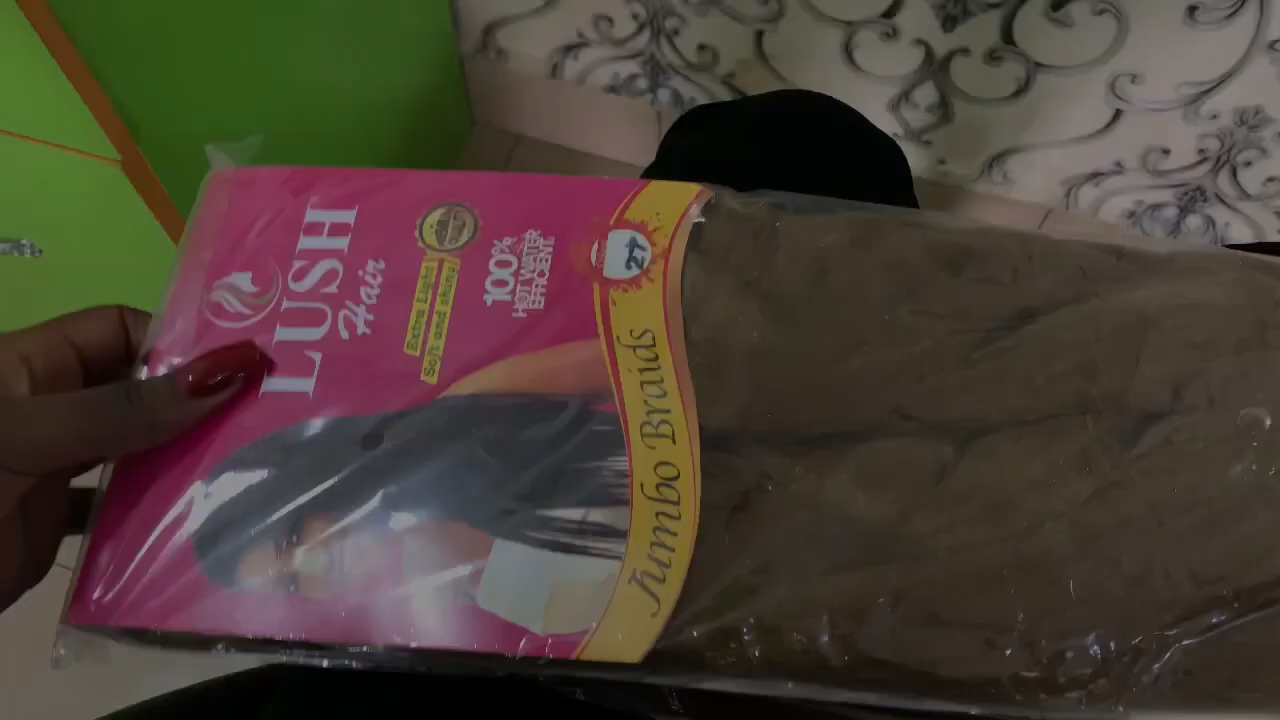 LUSH
Hair
Extra Light
Soft and shiny
100%
HOT WATER
EFFICIENT.
27
Jumbo Braids